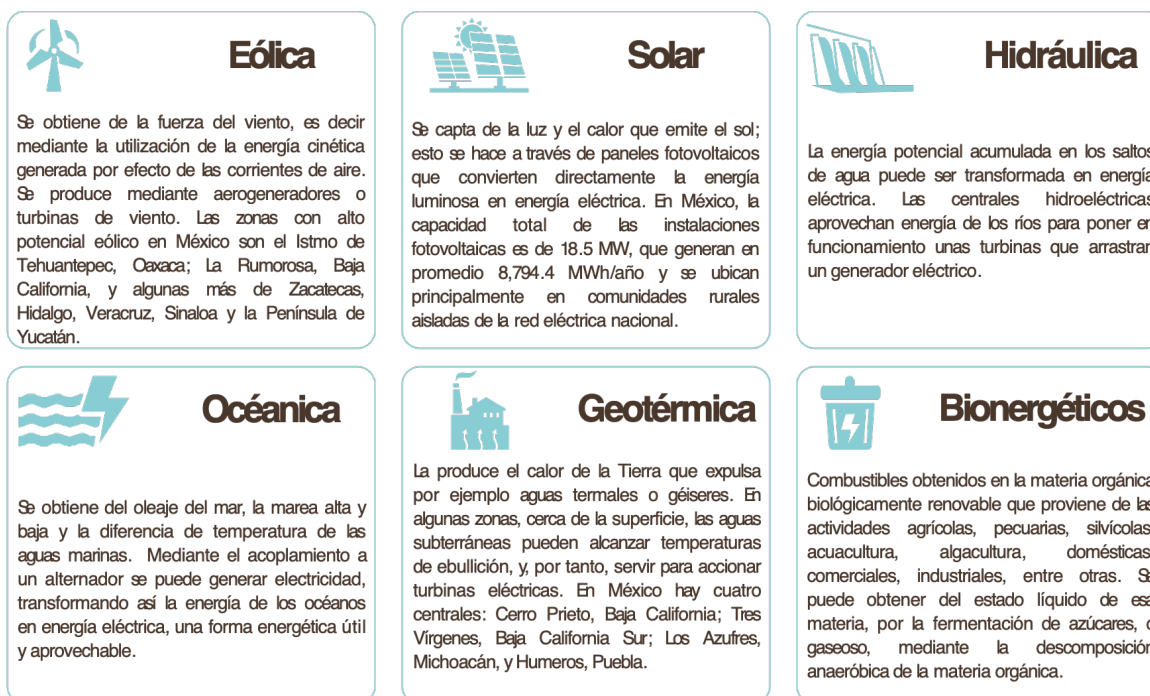 Eólica
Se obtiene de la fuerza del viento, es decir
mediante la utilización de la energía cinética
generada por efecto de las corrientes de aire.
Se produce mediante aerogeneradores o
turbinas de viento. Las zonas con alto
potencial eólico en México son el Istmo de
Tehuantepec, Oaxaca; La Rumorosa, Baja
California, y algunas más de Zacatecas,
Hidalgo, Veracruz, Sinaloa y la Península de
Yucatán.
Solar
Se capta de la luz y el calor que emite el sol;
esto se hace a través de paneles fotovoltaicos
que convierten directamente la energía
luminosa en energía eléctrica. En México, la
capacidad total de las instalaciones
fotovoltaicas es de 18.5 MW, que generan en
promedio 8,794.4 MWh/año y se ubican
principalmente en comunidades rurales
aisladas de la red eléctrica nacional.
Hidráulica
La energía potencial acumulada en los saltos
de agua puede ser transformada en energía
eléctrica. Las centrales hidroeléctricas
aprovechan energía de los ríos para poner en
funcionamiento unas turbinas que arrastran
un generador eléctrico.
Océanica
Se obtiene del oleaje del mar, la marea alta y
baja y la diferencia de temperatura de las
aguas marinas. Mediante el acoplamiento a
un alternador se puede generar electricidad,
transformando así la energía de los océanos
en energía eléctrica, una forma energética útil
y aprovechable.
Geotérmica
La produce el calor de la Tierra que expulsa
por ejemplo aguas termales o géiseres. En
algunas zonas, cerca de la superficie, las aguas
subterráneas pueden alcanzar temperaturas
de ebullición, y, por tanto, servir para accionar
turbinas eléctricas. En México hay cuatro
centrales: Cerro Prieto, Baja California; Tres
Vírgenes, Baja California Sur; Los Azufres,
Michoacán, y Humeros, Puebla.
Bionergéticos
Combustibles obtenidos en la materia orgánica
biológicamente renovable que proviene de las
actividades agrícolas, pecuarias, silvícolas
acuacultura, algacultura, domésticas
comerciales, industriales, entre otras. Se
puede obtener del estado líquido de esa
materia, por la fermentación de azúcares, o
gaseoso, mediante la descomposición
anaeróbica de la materia orgánica.